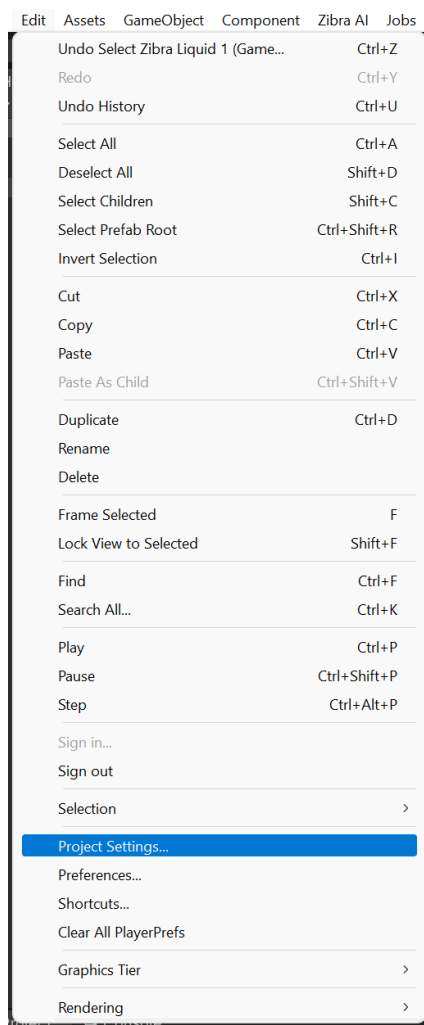 Edit Assets GameObject Component Zibra AI Jobs
Undo Select Zibra Liquid 1 (Game... Ctrl+Z
Redo Ctrl+Y
Undo History Ctrl+U
Select All Ctrl+A
Deselect All Shift+D
Select Children Shift+C
Select Prefab Root Ctrl+Shift+R
Invert Selection Ctrl+I
Cut Ctrl+X
Copy Ctrl+C
Paste Ctrl+V
Paste As Child Ctrl+Shift+V
Duplicate Ctrl+D
Rename
Delete
Frame Selected F
Lock View to Selected Shift+F
Find Ctrl+F
Search All... Ctrl+K
Play Ctrl+P
Pause Ctrl+Shift+P
Step Ctrl+Alt+P
Sign in...
Sign out
Selection
Project Settings...
Preferences...
Shortcuts...
Clear All PlayerPrefs
Graphics Tier
Rendering